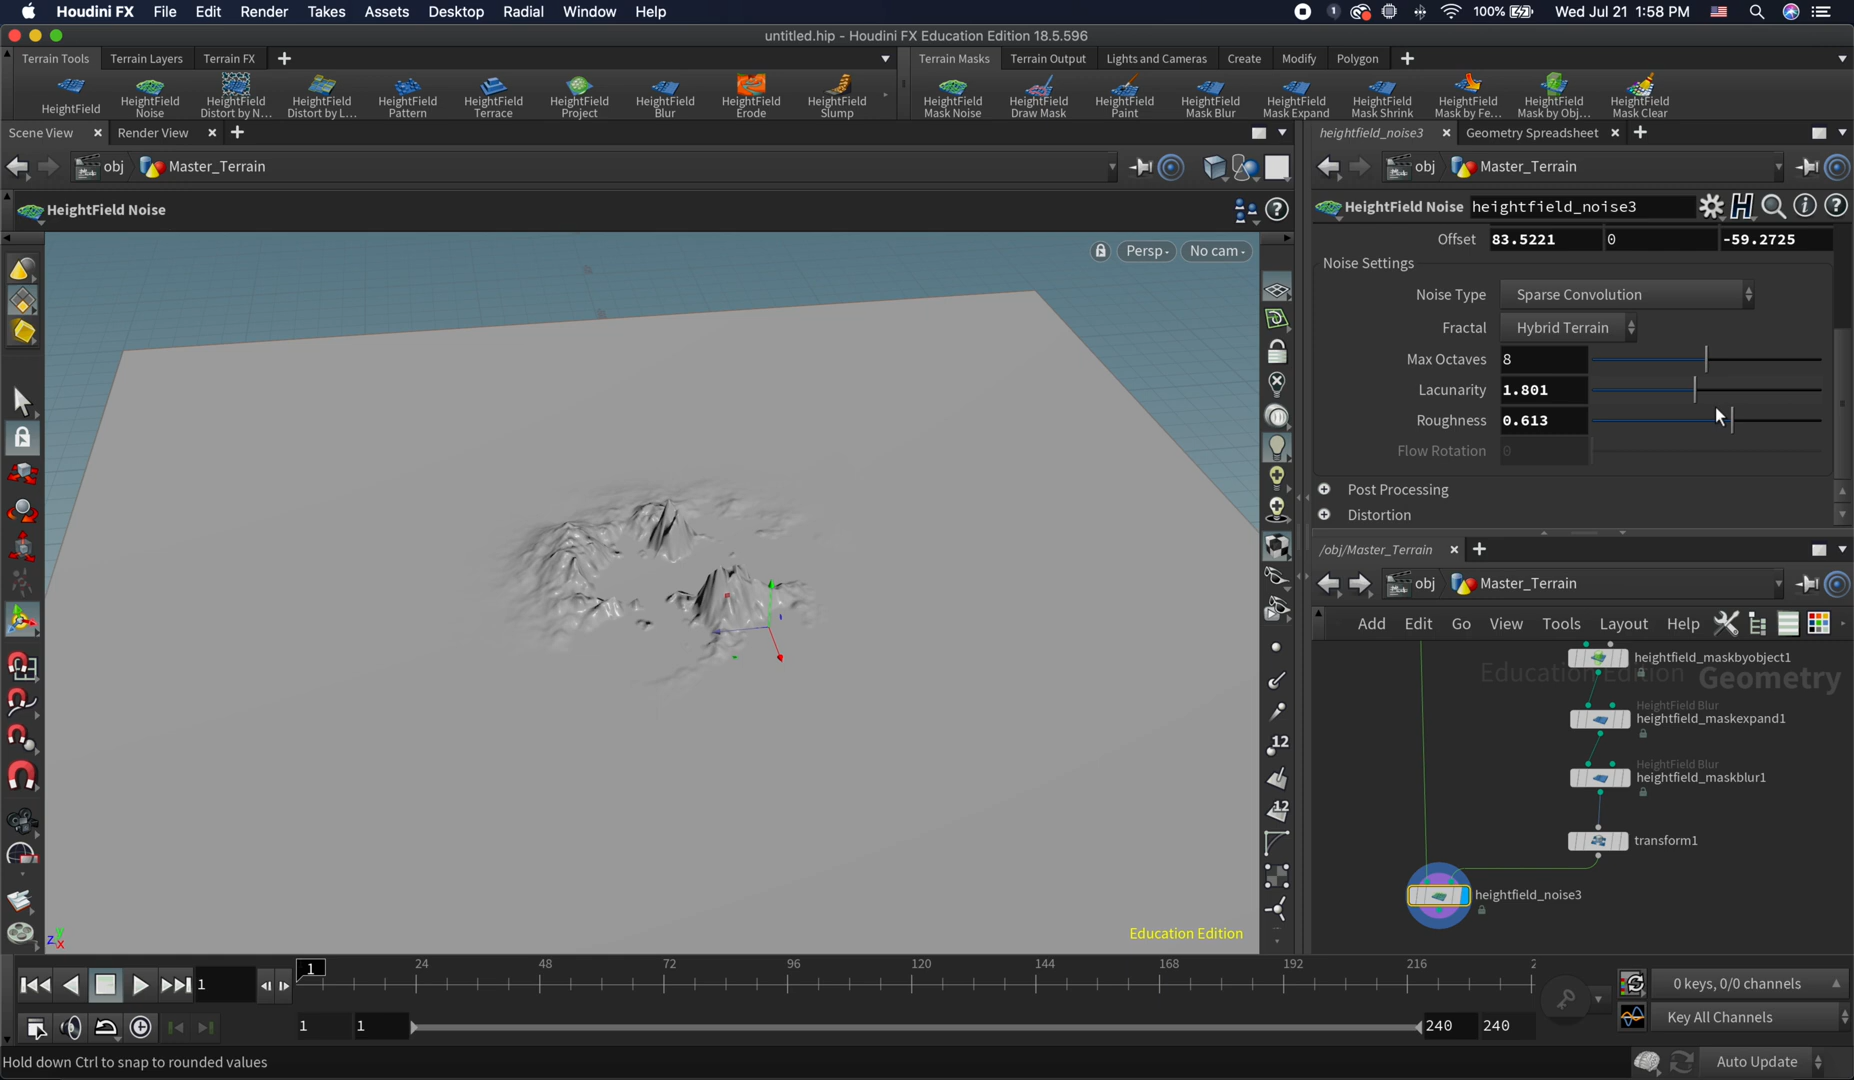 Houdini FX File Edit Render Takes Assets Desktop Radial Window Help
1 100% Wed Jul 21 1:58 PM
untitled.hip - Houdini FX Education Edition 18.5.596
Terrain Tools Terrain Layers Terrain FX
HeightField
HeightField Noise
HeightField Distort by N...
HeightField Distort by L...
HeightField Pattern
HeightField Terrace
HeightField Project
HeightField Blur
HeightField Erode
HeightField Slump
Terrain Masks Terrain Output Lights and Cameras Create Modify Polygon
HeightField Mask Noise
HeightField Draw Mask
HeightField Paint
HeightField Mask Blur
HeightField Mask Expand
HeightField Mask Shrink
HeightField Mask by Fe...
HeightField Mask by Obj...
HeightField Mask Clear
Scene View Render View
obj Master_Terrain
HeightField Noise
Persp No cam
12
12
Education Edition
z y x
heightfield_noise3 Geometry Spreadsheet
obj Master_Terrain
HeightField Noise heightfield_noise3
Offset 83.5221 0 -59.2725
Noise Settings
Noise Type Sparse Convolution
Fractal Hybrid Terrain
Max Octaves 8
Lacunarity 1.801
Roughness 0.613
Flow Rotation 0
Post Processing
Distortion
/obj/Master_Terrain
obj Master_Terrain
Add Edit Go View Tools Layout Help
Education Edition Geometry
heightfield_maskbyobject1
HeightField Blur
heightfield_maskexpand1
HeightField Blur
heightfield_maskblur1
transform1
heightfield_noise3
1 1 24 48 72 96 120 144 168 192 216 2
0 keys, 0/0 channels
1 1 240 240
Key All Channels
Hold down Ctrl to snap to rounded values
Auto Update